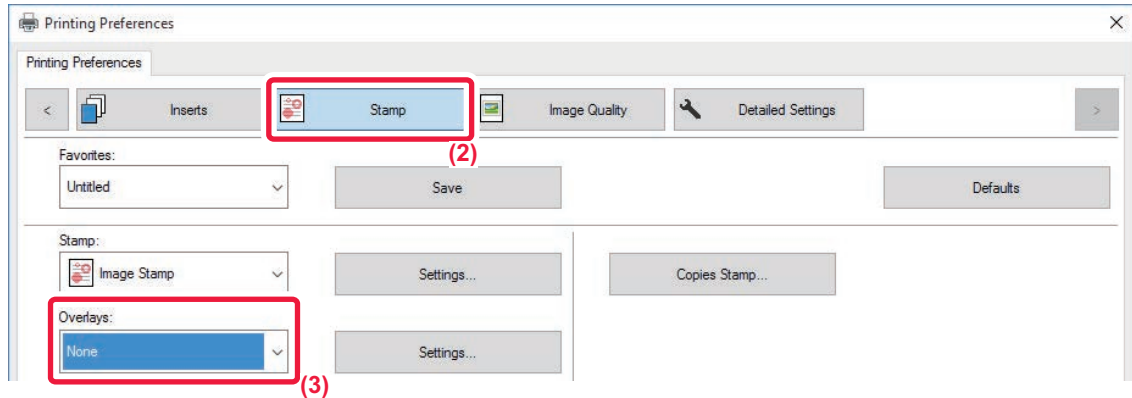 Printing Preferences
Printing Preferences
< Inserts Stamp Image Quality Detailed Settings >
(2)
Favorites:
Untitled Save Defaults
Stamp:
Image Stamp Settings... Copies Stamp...
Overlays:
None Settings...
(3)